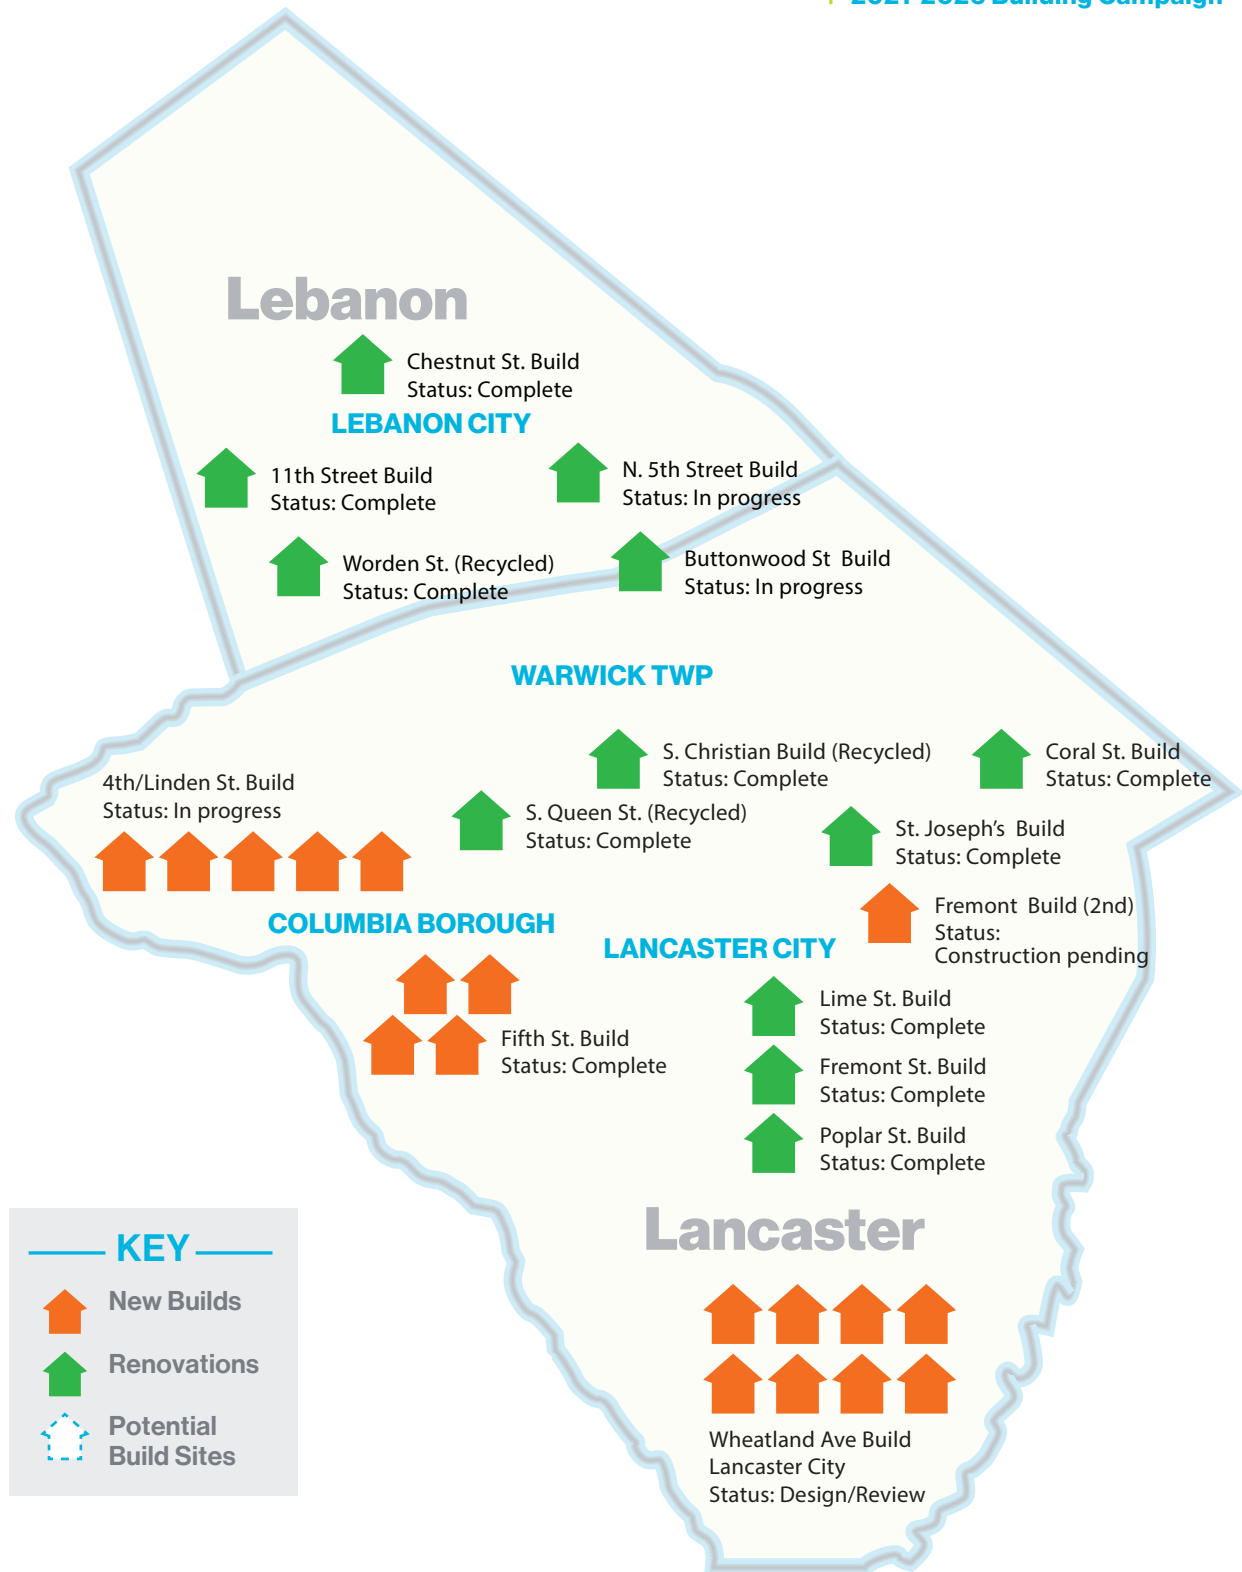 Lebanon
Chestnut St. Build
Status: Complete
LEBANON CITY
11th Street Build
Status: Complete
N. 5th Street Build
Status: In progress
Worden St. (Recycled)
Status: Complete
Buttonwood St  Build
Status: In progress
WARWICK TWP
S. Christian Build (Recycled)
Status: Complete
Coral St. Build
Status: Complete
4th/Linden St. Build
Status: In progress
S. Queen St. (Recycled)
Status: Complete
St. Joseph's  Build
Status: Complete
COLUMBIA BOROUGH
Fremont  Build (2nd)
Status:
Construction pending
LANCASTER CITY
Lime St. Build
Status: Complete
Fifth St. Build
Status: Complete
Fremont St. Build
Status: Complete
Poplar St. Build
Status: Complete
Lancaster
KEY
New Builds
Renovations
Potential
Build Sites
Wheatland Ave Build
Lancaster City
Status: Design/Review